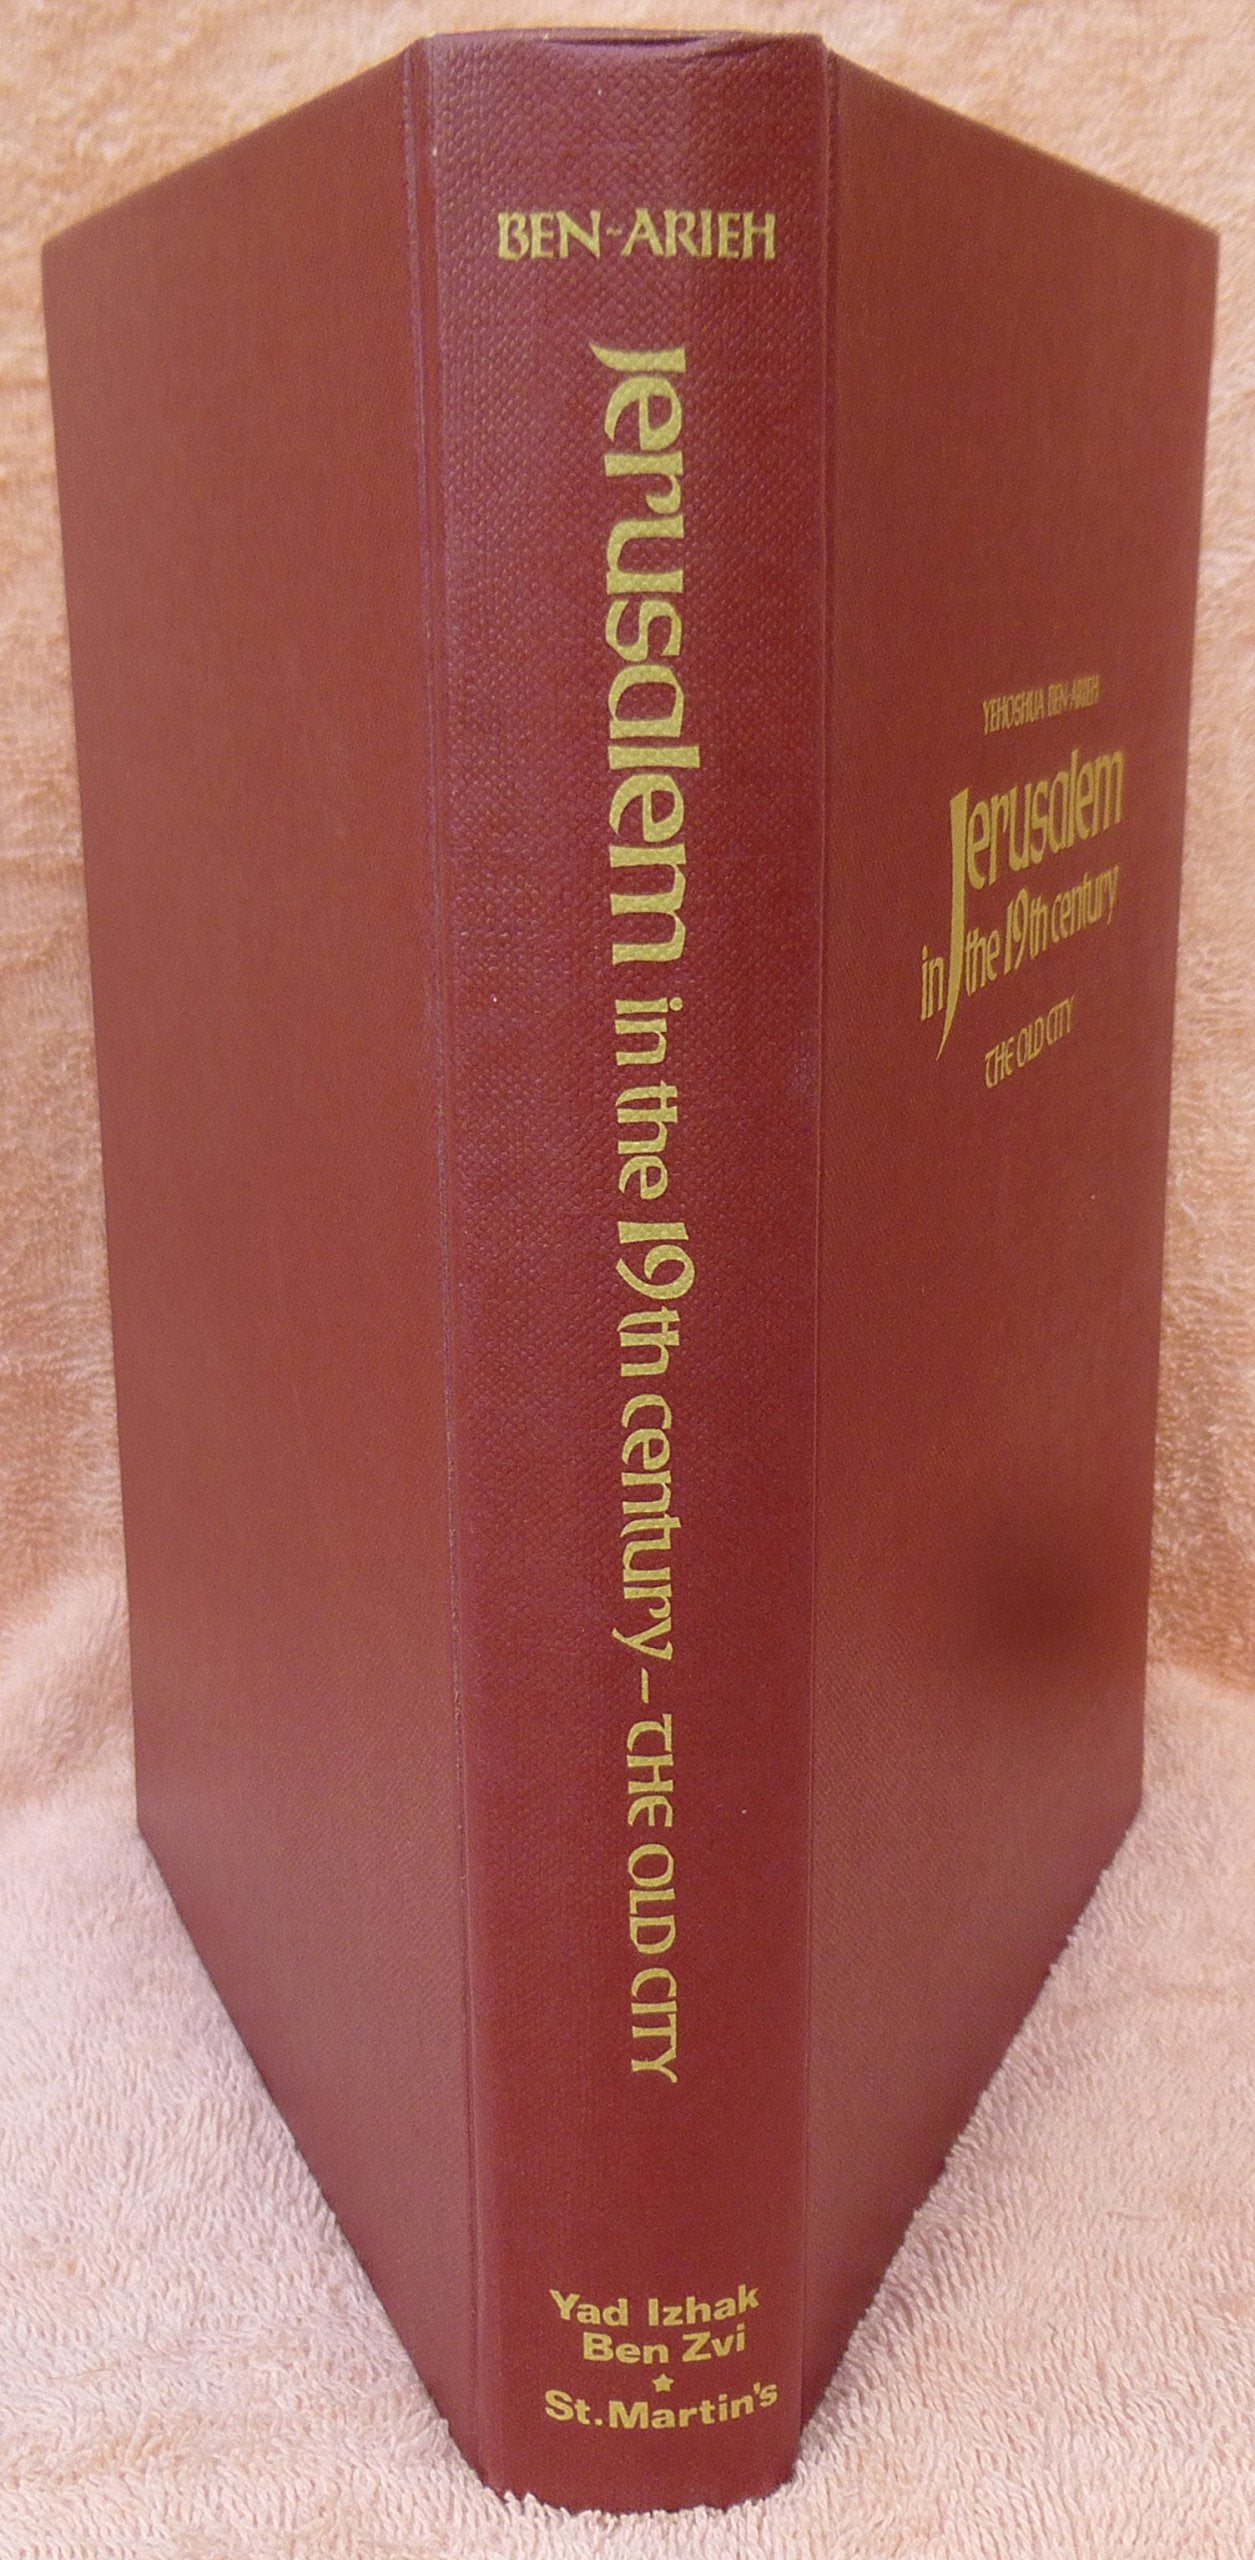 BEN-ARIEH
Jerusalem in the 19th century - THE OLD CITY
Yad Izhak
Ben Zvi
St. Martin's
YEHOSHUA BEN-ARIEH
Jerusalem
in the 19th century
THE OLD CITY